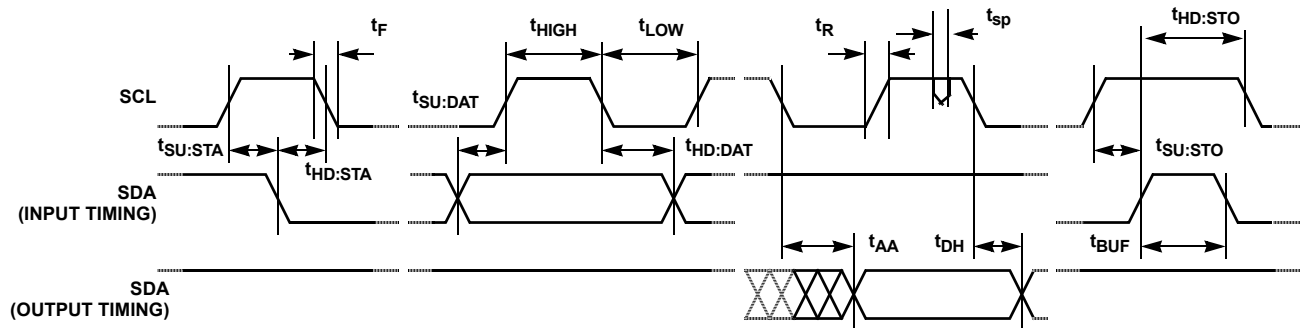 tF
tHIGH
tLOW
tR
tsp
tHD:STO
SCL
tSU:DAT
tSU:STA
tHD:STA
tHD:DAT
tSU:STO
SDA
(INPUT TIMING)
tAA
tDH
tBUF
SDA
(OUTPUT TIMING)